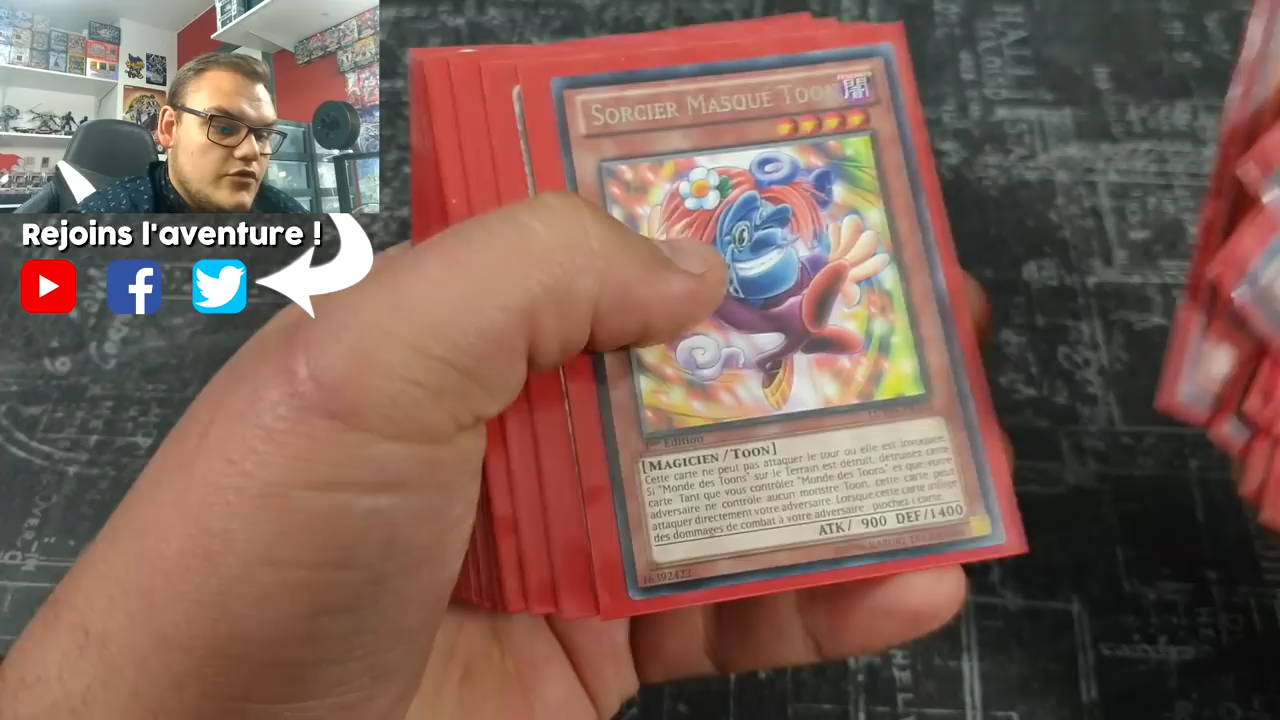 Rejoins l'aventure !
SORCIER MASQUE TOON
闇
1ère Edition
[MAGICIEN/TOON]
Cette carte ne peut pas attaquer le tour où elle est invoquée.
Si "Monde des Toons" sur le Terrain est détruit, détruisez cette
carte. Tant que vous contrôlez "Monde des Toons" et que votre
adversaire ne contrôle aucun monstre Toon, cette carte peut
attaquer directement votre adversaire. Lorsque cette carte inflige
des dommages de combat à votre adversaire : piochez 1 carte.
ATK/ 900 DEF/1400
16392422